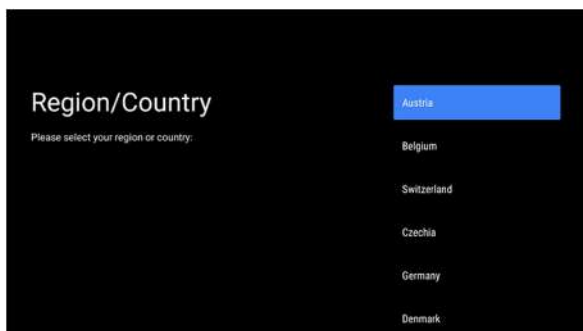 Region/Country
Please select your region or country:
Austria
Belgium
Switzerland
Czechia
Germany
Denmark